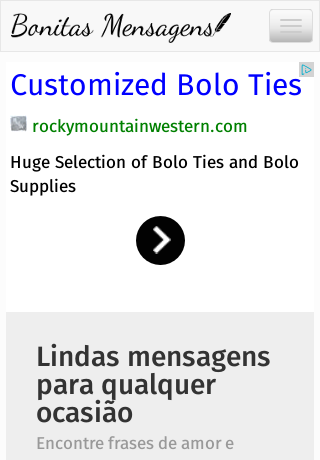 Bonitas Mensagens
Customized Bolo Ties
rockymountainwestern.com
Huge Selection of Bolo Ties and Bolo
Supplies
Lindas mensagens
para qualquer
ocasião
Encontre frases de amor e